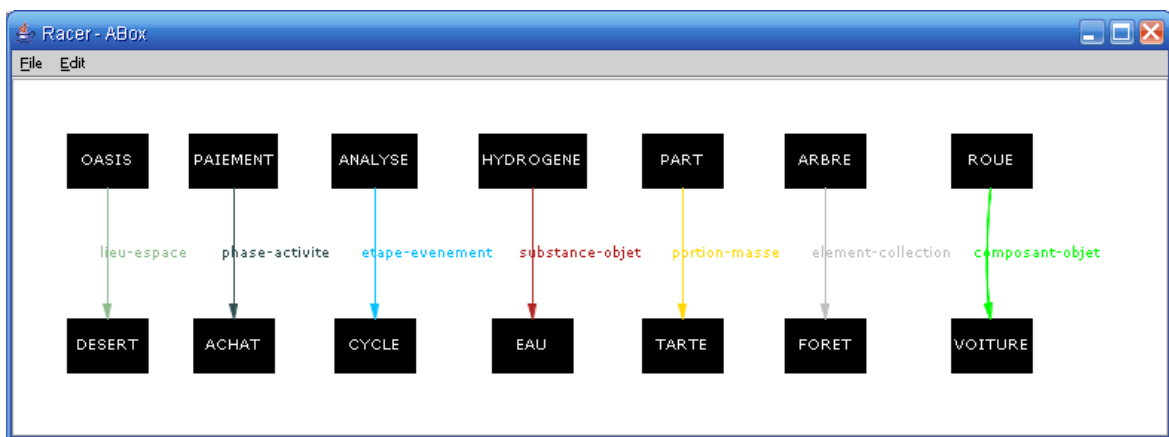 Racer - ABox
File Edit
OASIS PAIEMENT ANALYSE HYDROGENE PART ARBRE ROUE
lieu-espace phase-activite etape-evenement substance-objet portion-masse element-collection composant-objet
DESERT ACHAT CYCLE EAU TARTE FORET VOITURE